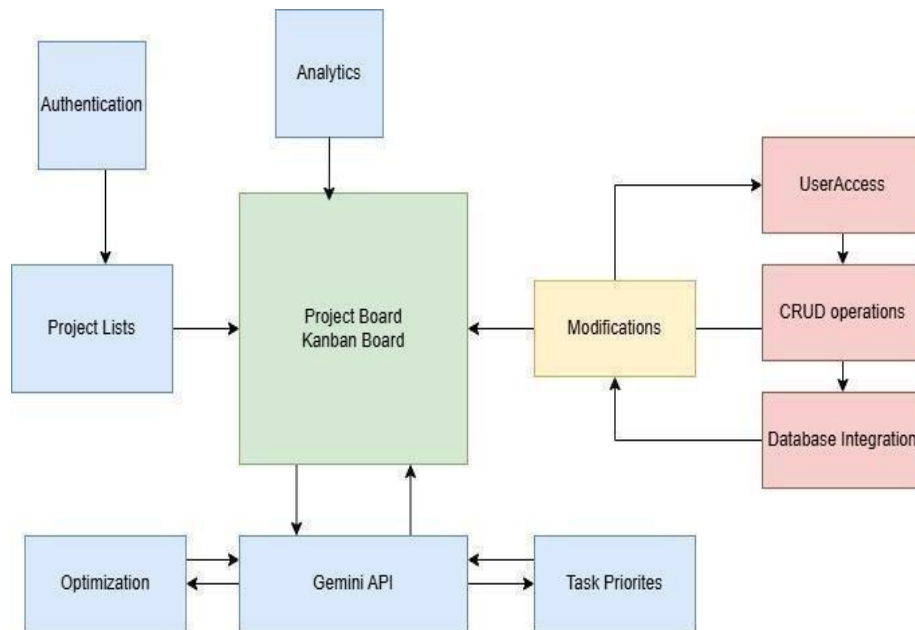 Analytics
Authentication
UserAccess
Project Lists
Project Board
Kanban Board
Modifications
CRUD operations
Database Integration
Optimization
Gemini API
Task Priorites